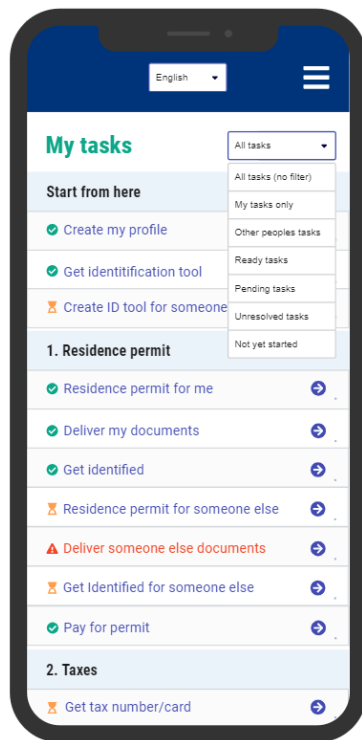 English
My tasks
All tasks
All tasks (no filter)
My tasks only
Other peoples tasks
Ready tasks
Pending tasks
Unresolved tasks
Not yet started
Start from here
Create my profile
Get identitification tool
Create ID tool for someone
1. Residence permit
Residence permit for me
Deliver my documents
Get identified
Residence permit for someone else
Deliver someone else documents
Get Identified for someone else
Pay for permit
2. Taxes
Get tax number/card